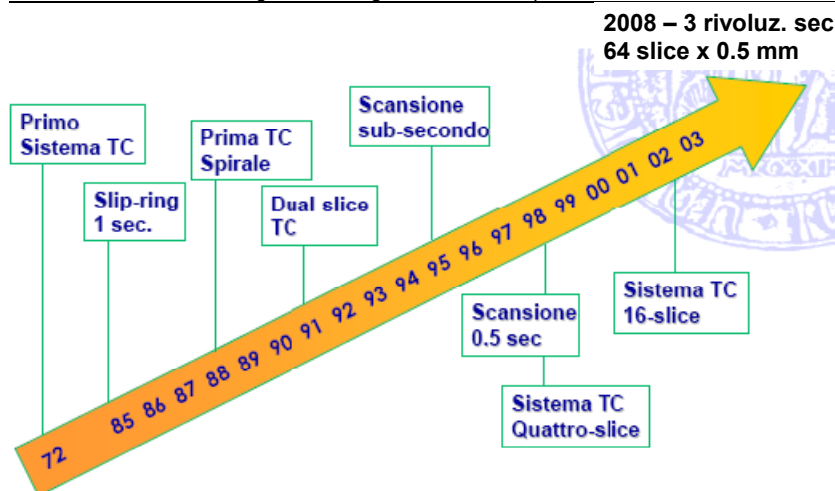 2008 – 3 rivoluz. sec
64 slice x 0.5 mm
Primo
Sistema TC
Slip-ring
1 sec.
Prima TC
Spirale
Dual slice
TC
Scansione
sub-secondo
72 85 86 87 88 89 90 91 92 93 94 95 96 97 98 99 00 01 02 03
Scansione
0.5 sec
Sistema TC
Quattro-slice
Sistema TC
16-slice